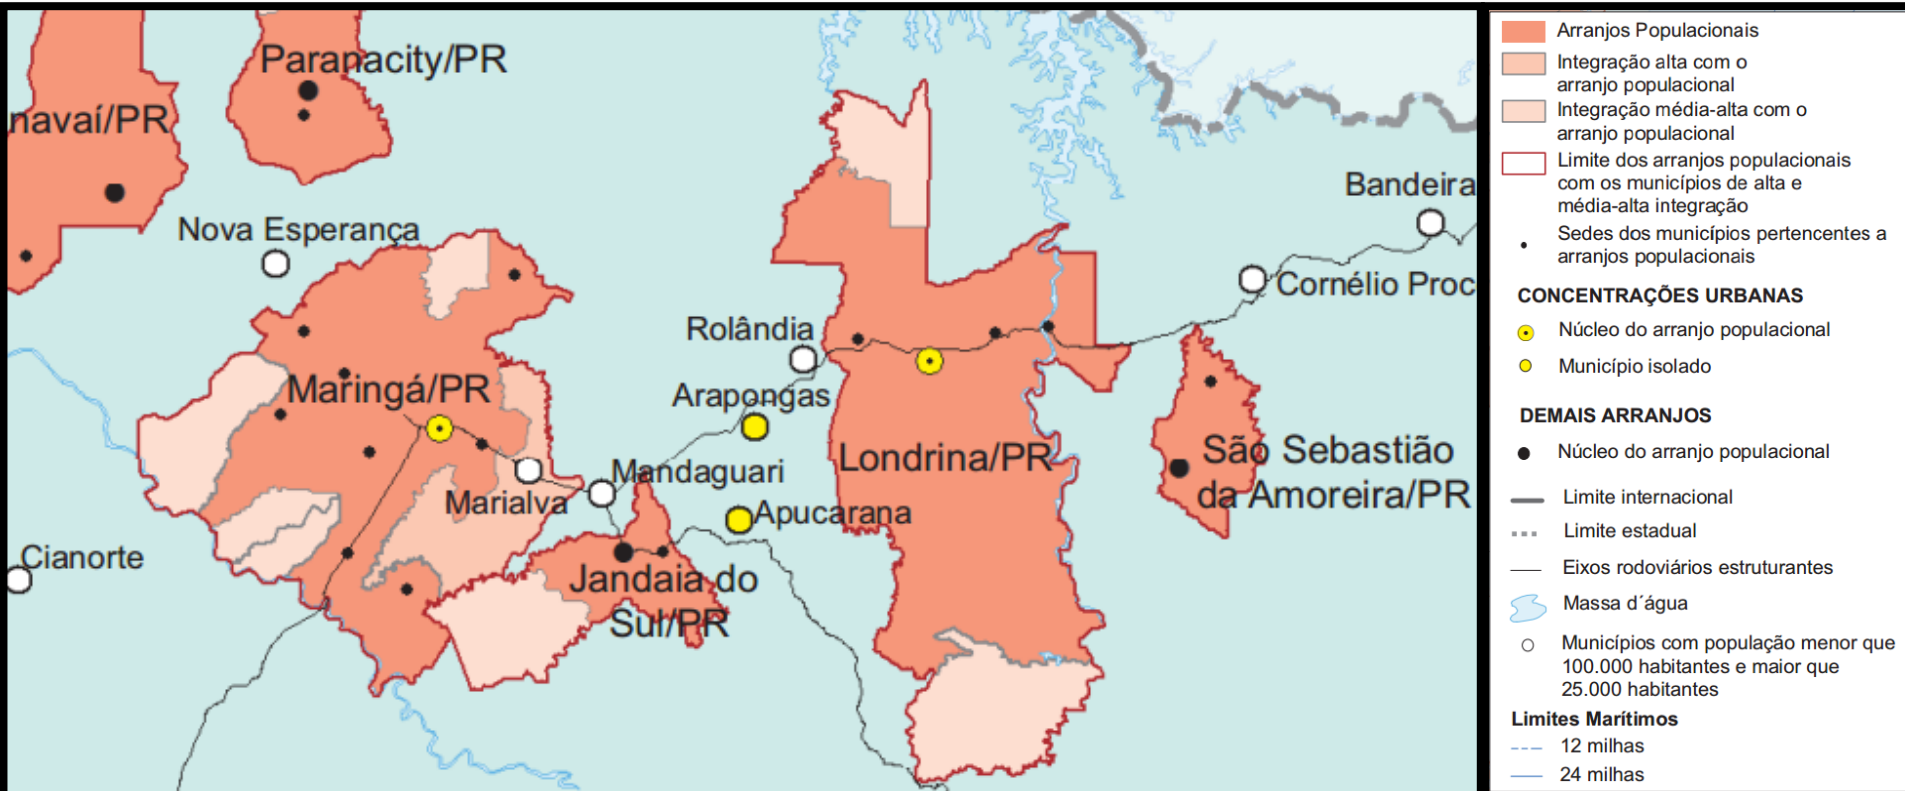 Paranacity/PR
navaí/PR
Nova Esperança
Bandeira
Cornélio Proc
Rolândia
Maringá/PR
Arapongas
Londrina/PR
São Sebastião
da Amoreira/PR
Mandaguari
Marialva
Apucarana
Cianorte
Jandaia do
Sul/PR
Arranjos Populacionais
Integração alta com o
arranjo populacional
Integração média-alta com o
arranjo populacional
Limite dos arranjos populacionais
com os municípios de alta e
média-alta integração
Sedes dos municípios pertencentes a
arranjos populacionais
CONCENTRAÇÕES URBANAS
Núcleo do arranjo populacional
Município isolado
DEMAIS ARRANJOS
Núcleo do arranjo populacional
Limite internacional
Limite estadual
Eixos rodoviários estruturantes
Massa d´água
Municípios com população menor que
100.000 habitantes e maior que
25.000 habitantes
Limites Marítimos
12 milhas
24 milhas